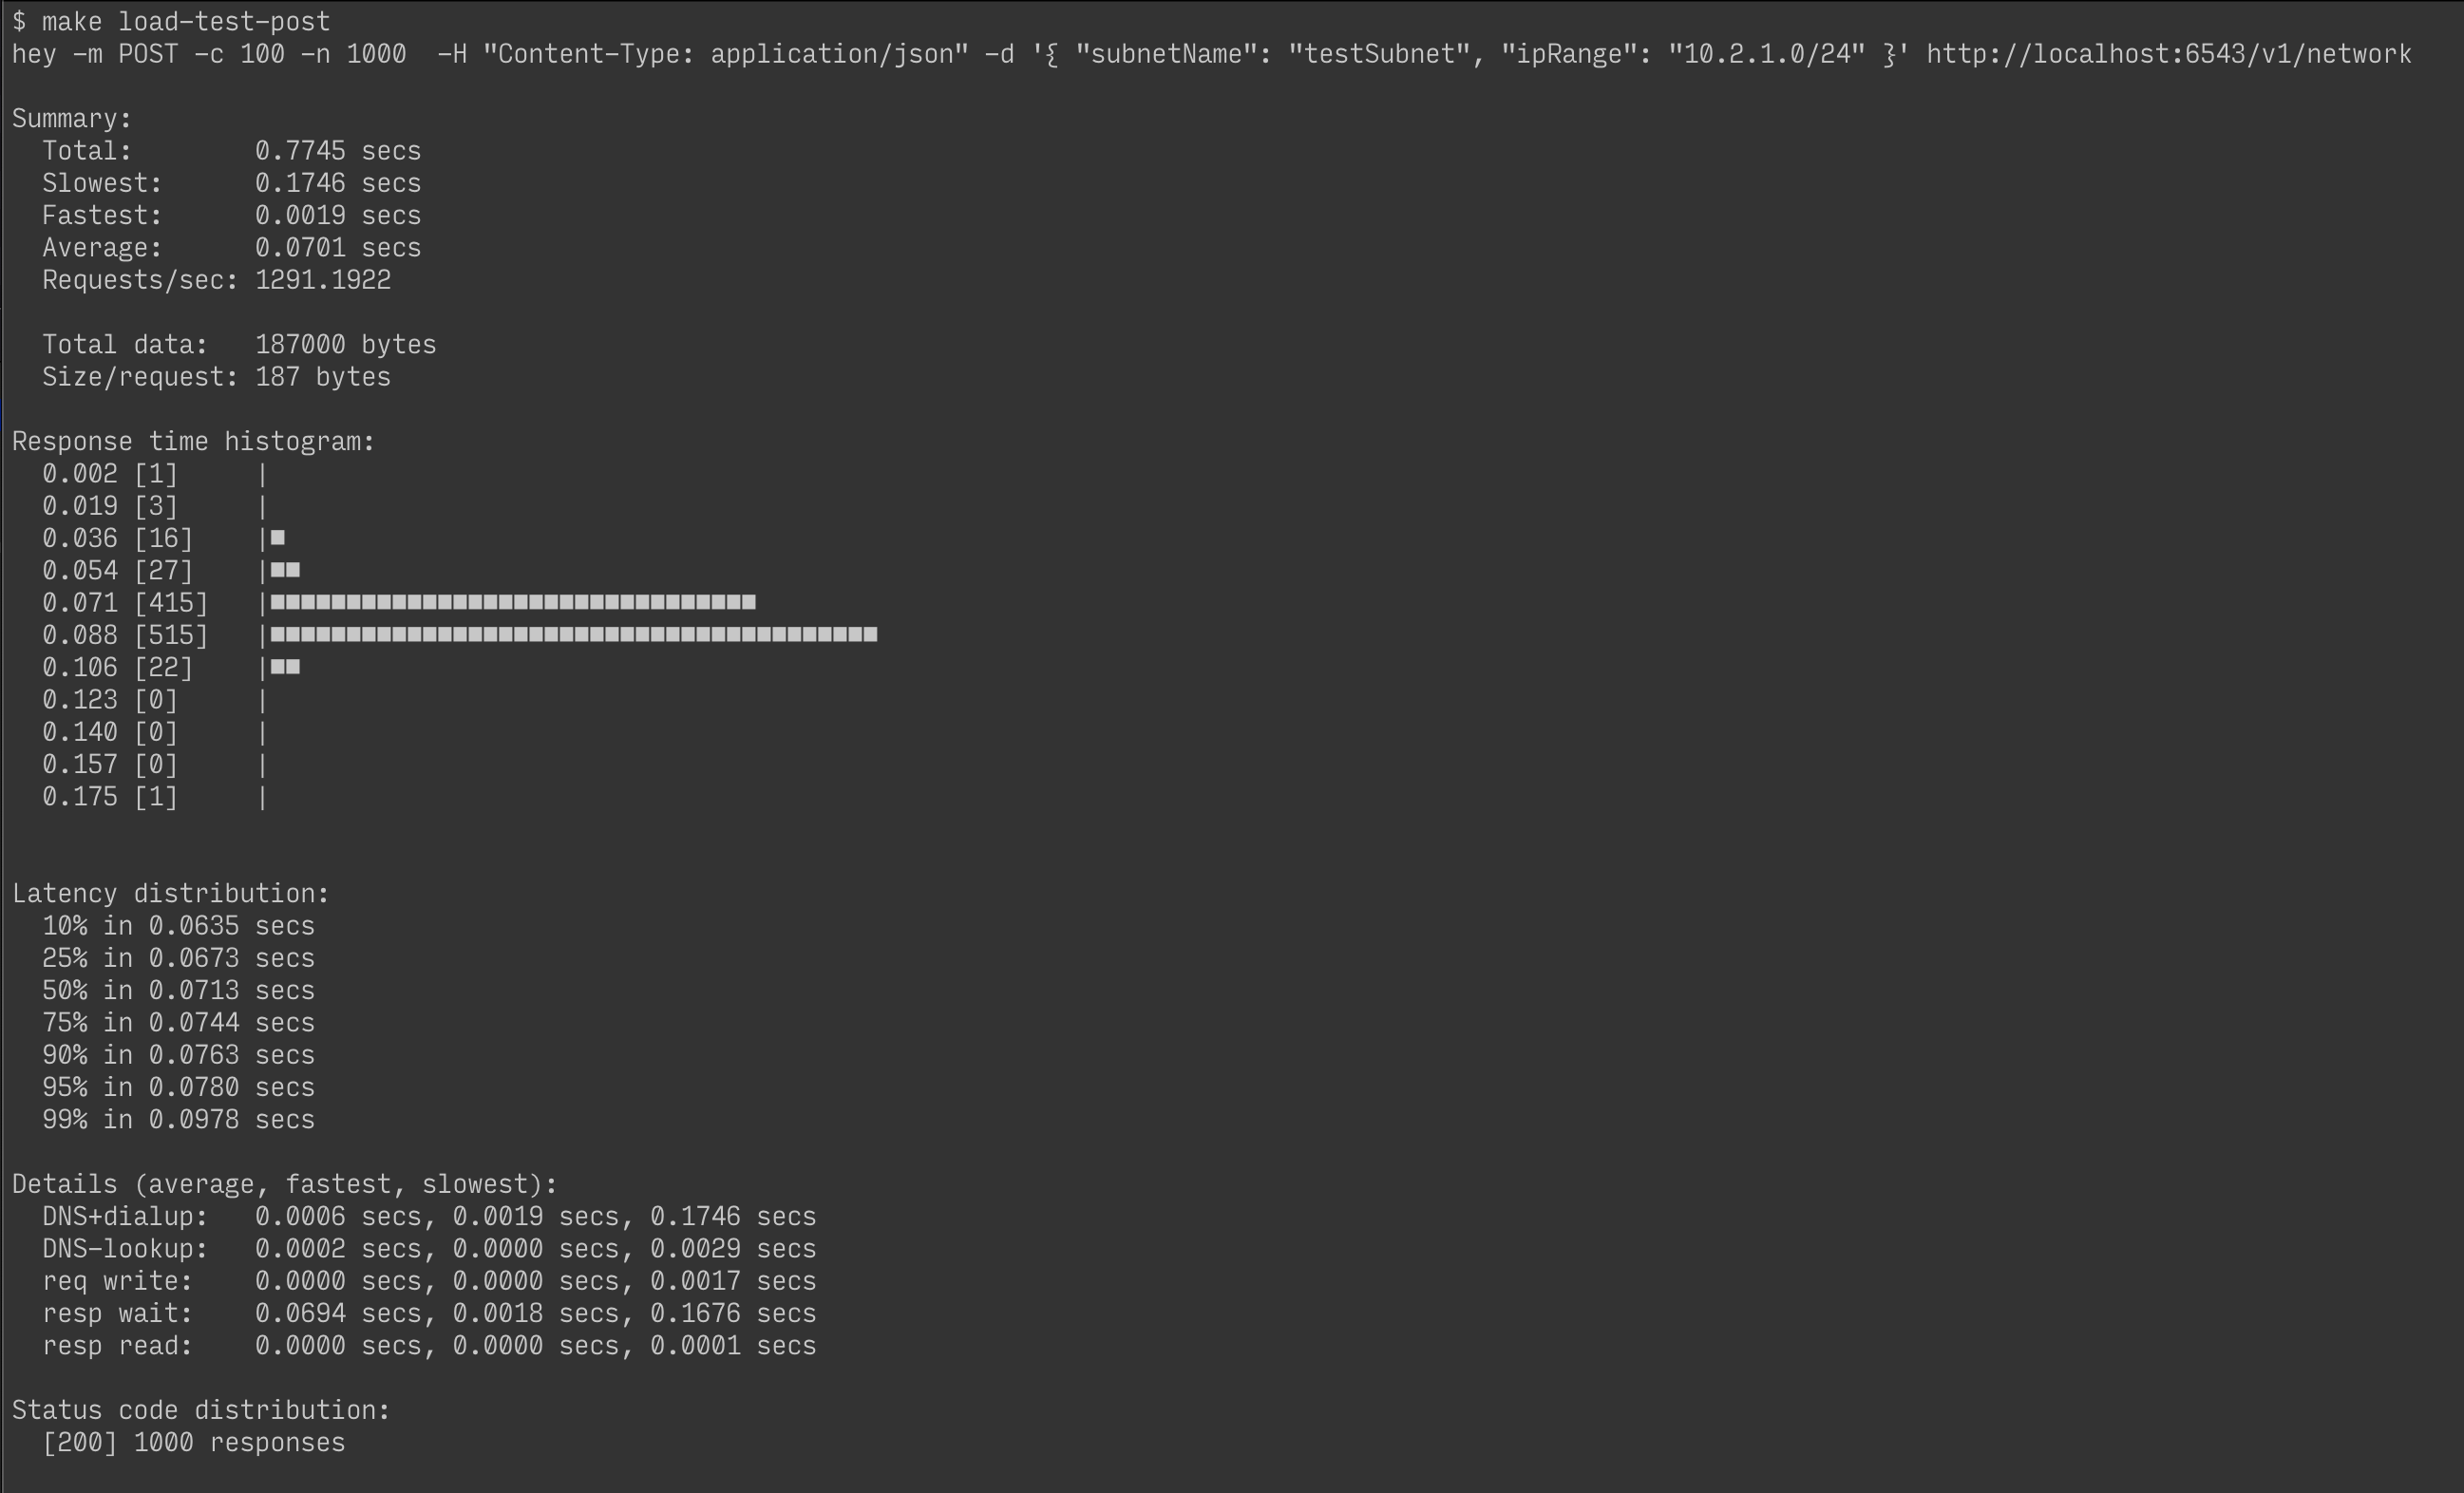 $ make load-test-post
hey -m POST -c 100 -n 1000  -H "Content-Type: application/json" -d '{ "subnetName": "testSubnet", "ipRange": "10.2.1.0/24" }' http://localhost:6543/v1/network

Summary:
  Total:        0.7745 secs
  Slowest:      0.1746 secs
  Fastest:      0.0019 secs
  Average:      0.0701 secs
  Requests/sec: 1291.1922

  Total data:   187000 bytes
  Size/request: 187 bytes

Response time histogram:
  0.002 [1]     |
  0.019 [3]     |
  0.036 [16]    |■
  0.054 [27]    |■■
  0.071 [415]   |■■■■■■■■■■■■■■■■■■■■■■■■■■■■■■■■
  0.088 [515]   |■■■■■■■■■■■■■■■■■■■■■■■■■■■■■■■■■■■■■■■■
  0.106 [22]    |■■
  0.123 [0]     |
  0.140 [0]     |
  0.157 [0]     |
  0.175 [1]     |

Latency distribution:
  10% in 0.0635 secs
  25% in 0.0673 secs
  50% in 0.0713 secs
  75% in 0.0744 secs
  90% in 0.0763 secs
  95% in 0.0780 secs
  99% in 0.0978 secs

Details (average, fastest, slowest):
  DNS+dialup:   0.0006 secs, 0.0019 secs, 0.1746 secs
  DNS-lookup:   0.0002 secs, 0.0000 secs, 0.0029 secs
  req write:    0.0000 secs, 0.0000 secs, 0.0017 secs
  resp wait:    0.0694 secs, 0.0018 secs, 0.1676 secs
  resp read:    0.0000 secs, 0.0000 secs, 0.0001 secs

Status code distribution:
  [200] 1000 responses